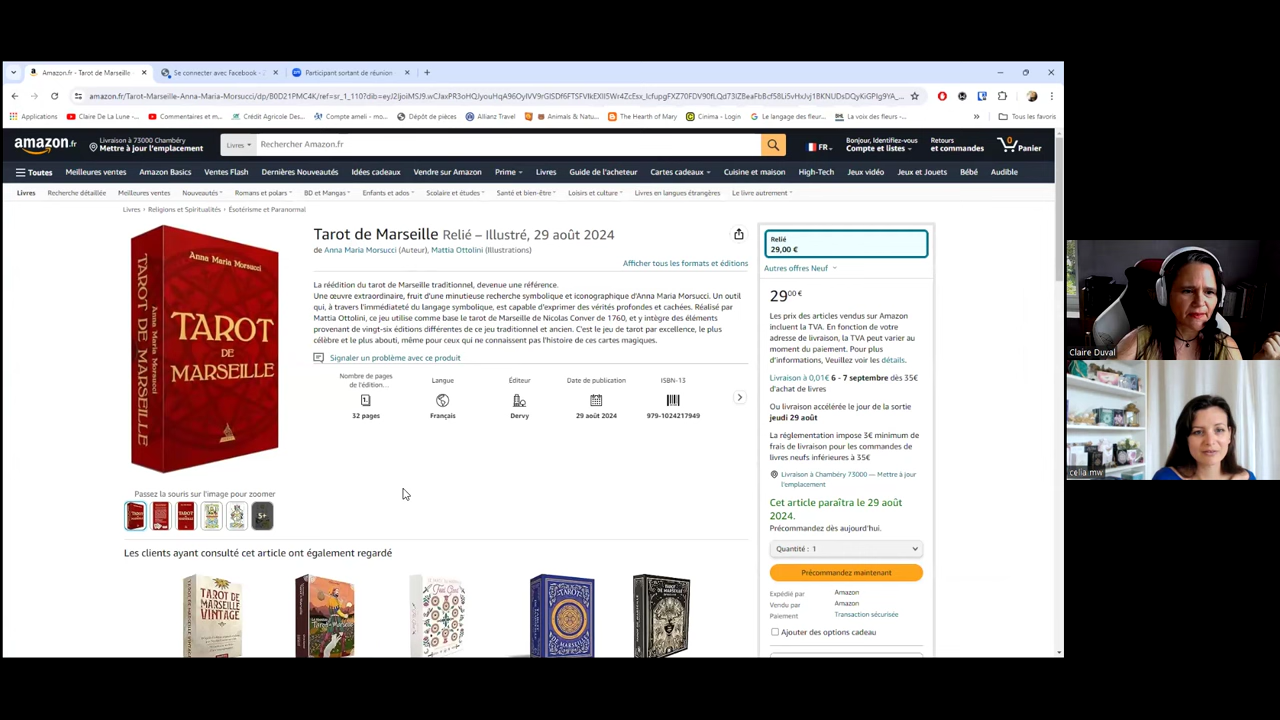 Amazon.fr - Tarot de Marseille
Se connecter avec Facebook -
Participant sortant de réunion
Applications
Claire De La Lune -
Commentaires et m...
Crédit Agricole Des...
Compte ameli - mo...
Dépôt de pièces
Allianz Travel
Animals & Natu...
The Hearth of Mary
Cinma - Login
Le langage des fleur...
La voix des fleurs -...
Tous les favoris
amazon.fr
Livraison à 73000 Chambéry
Mettre à jour l'emplacement
Livres
Rechercher Amazon.fr
FR
Bonjour, Identifiez-vous
Compte et listes
Retours
et commandes
0
Panier
Toutes
Meilleures ventes
Amazon Basics
Ventes Flash
Dernières Nouveautés
Idées cadeaux
Vendre sur Amazon
Prime
Livres
Guide de l'acheteur
Cartes cadeaux
Cuisine et maison
High-Tech
Jeux vidéo
Jeux et Jouets
Bébé
Audible
Livres
Recherche détaillée
Meilleures ventes
Nouveautés
Romans et polars
BD et Mangas
Enfants et ados
Scolaire et études
Santé et bien-être
Loisirs et culture
Livres en langues étrangères
Le livre autrement
Livres › Religions et Spiritualités › Ésotérisme et Paranormal
Anna Maria Morsucci
TAROT
DE
MARSEILLE
Anna Maria Morsucci
TAROT DE MARSEILLE
Passez la souris sur l'image pour zoomer
5+
Tarot de Marseille Relié – Illustré, 29 août 2024
de Anna Maria Morsucci (Auteur), Mattia Ottolini (Illustrations)
Afficher tous les formats et éditions
La réédition du tarot de Marseille traditionnel, devenue une référence.
Une œuvre extraordinaire, fruit d'une minutieuse recherche symbolique et iconographique d'Anna Maria Morsucci. Un outil
qui, à travers l'immédiateté du langage symbolique, est capable d'exprimer des vérités profondes et cachées. Réalisé par
Mattia Ottolini, ce jeu utilise comme base le tarot de Marseille de Nicolas Conver de 1760, et y intègre des éléments
provenant de vingt-six éditions différentes de ce jeu traditionnel et ancien. C'est le jeu de tarot par excellence, le plus
célèbre et le plus abouti, même pour ceux qui ne connaissent pas l'histoire de ces cartes magiques.
Signaler un problème avec ce produit
Nombre de pages
de l'édition...
32 pages
Langue
Français
Éditeur
Dervy
Date de publication
29 août 2024
ISBN-13
979-1024217949
Relié
29,00 €
Autres offres Neuf
29,00 €
Les prix des articles vendus sur Amazon
incluent la TVA. En fonction de votre
adresse de livraison, la TVA peut varier au
moment du paiement. Pour plus
d'informations, Veuillez voir les détails.
Livraison à 0,01€ 6 - 7 septembre dès 35€
d'achat de livres
Ou livraison accélérée le jour de la sortie
jeudi 29 août
La réglementation impose 3€ minimum de
frais de livraison pour les commandes de
livres neufs inférieures à 35€
Livraison à Chambéry 73000 — Mettre à jour
l'emplacement
Cet article paraîtra le 29 août
2024.
Précommandez dès aujourd'hui.
Quantité : 1
Précommandez maintenant
Expédié par Amazon
Vendu par Amazon
Paiement Transaction sécurisée
Ajouter des options cadeau
Les clients ayant consulté cet article ont également regardé
TAROT DE
MARSEILLE
VINTAGE
Claire Duval
celia mw